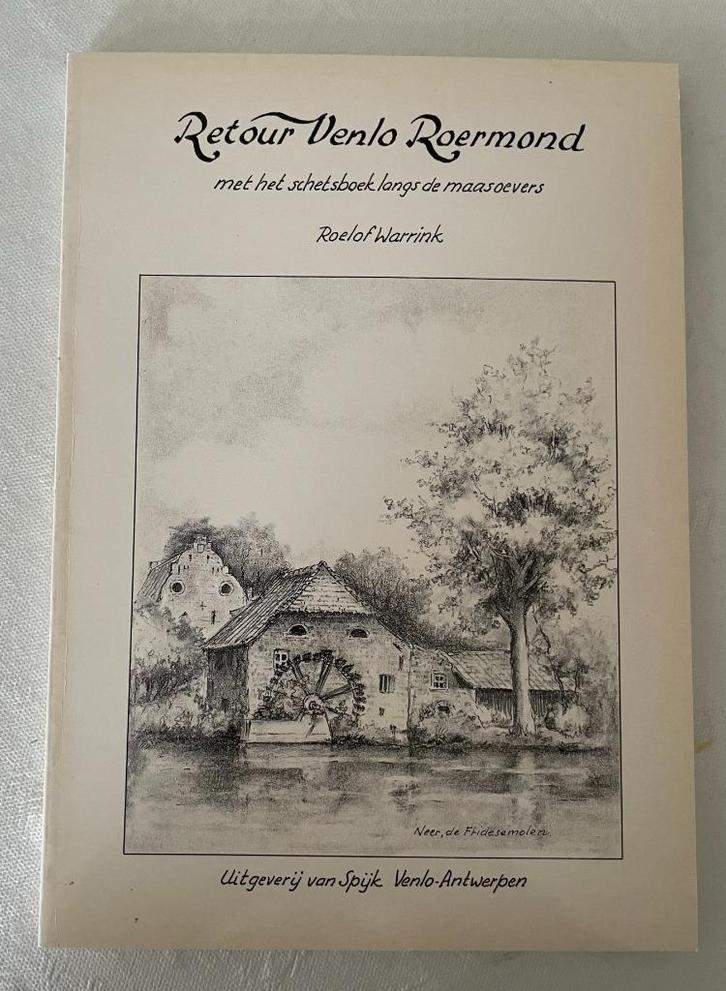 Retour Venlo Roermond
met het schetsboek langs de maasoevers
Roelof Warrink
Neer, de Fridesemolen.
Uitgeverij van Spijk Venlo-Antwerpen